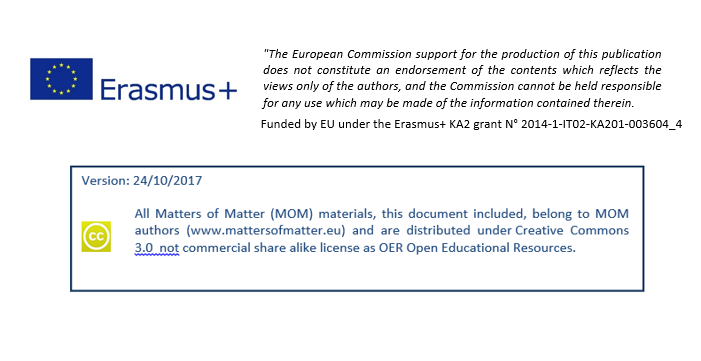 "The European Commission support for the production of this publication
does not constitute an endorsement of the contents which reflects the
views only of the authors, and the Commission cannot be held responsible
for any use which may be made of the information contained therein.
Erasmus+
Funded by EU under the Erasmus+ KA2 grant N° 2014-1-IT02-KA201-003604_4
Version: 24/10/2017
All Matters of Matter (MOM) materials, this document included, belong to MOM
authors (www.mattersofmatter.eu) and are distributed under Creative Commons
3.0 not commercial share alike license as OER Open Educational Resources.
cc